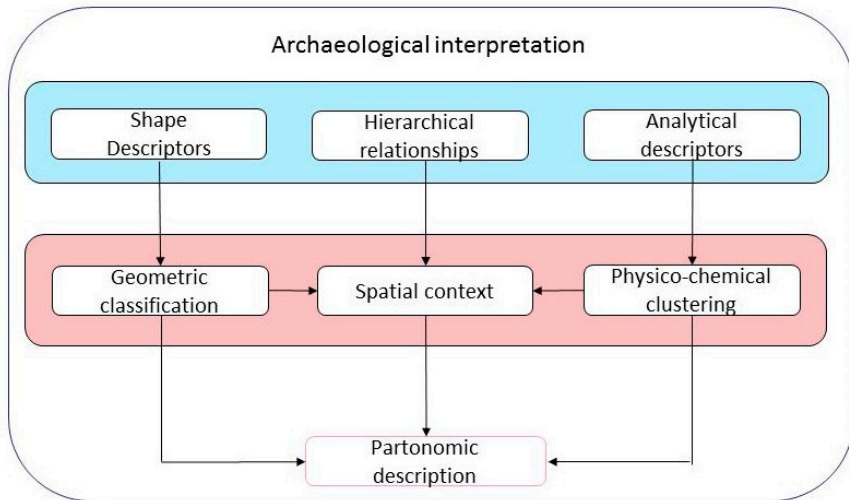 Archaeological interpretation
Shape
Descriptors
Hierarchical
relationships
Analytical
descriptors
Geometric
classification
Spatial context
Physico-chemical
clustering
Partonomic
description